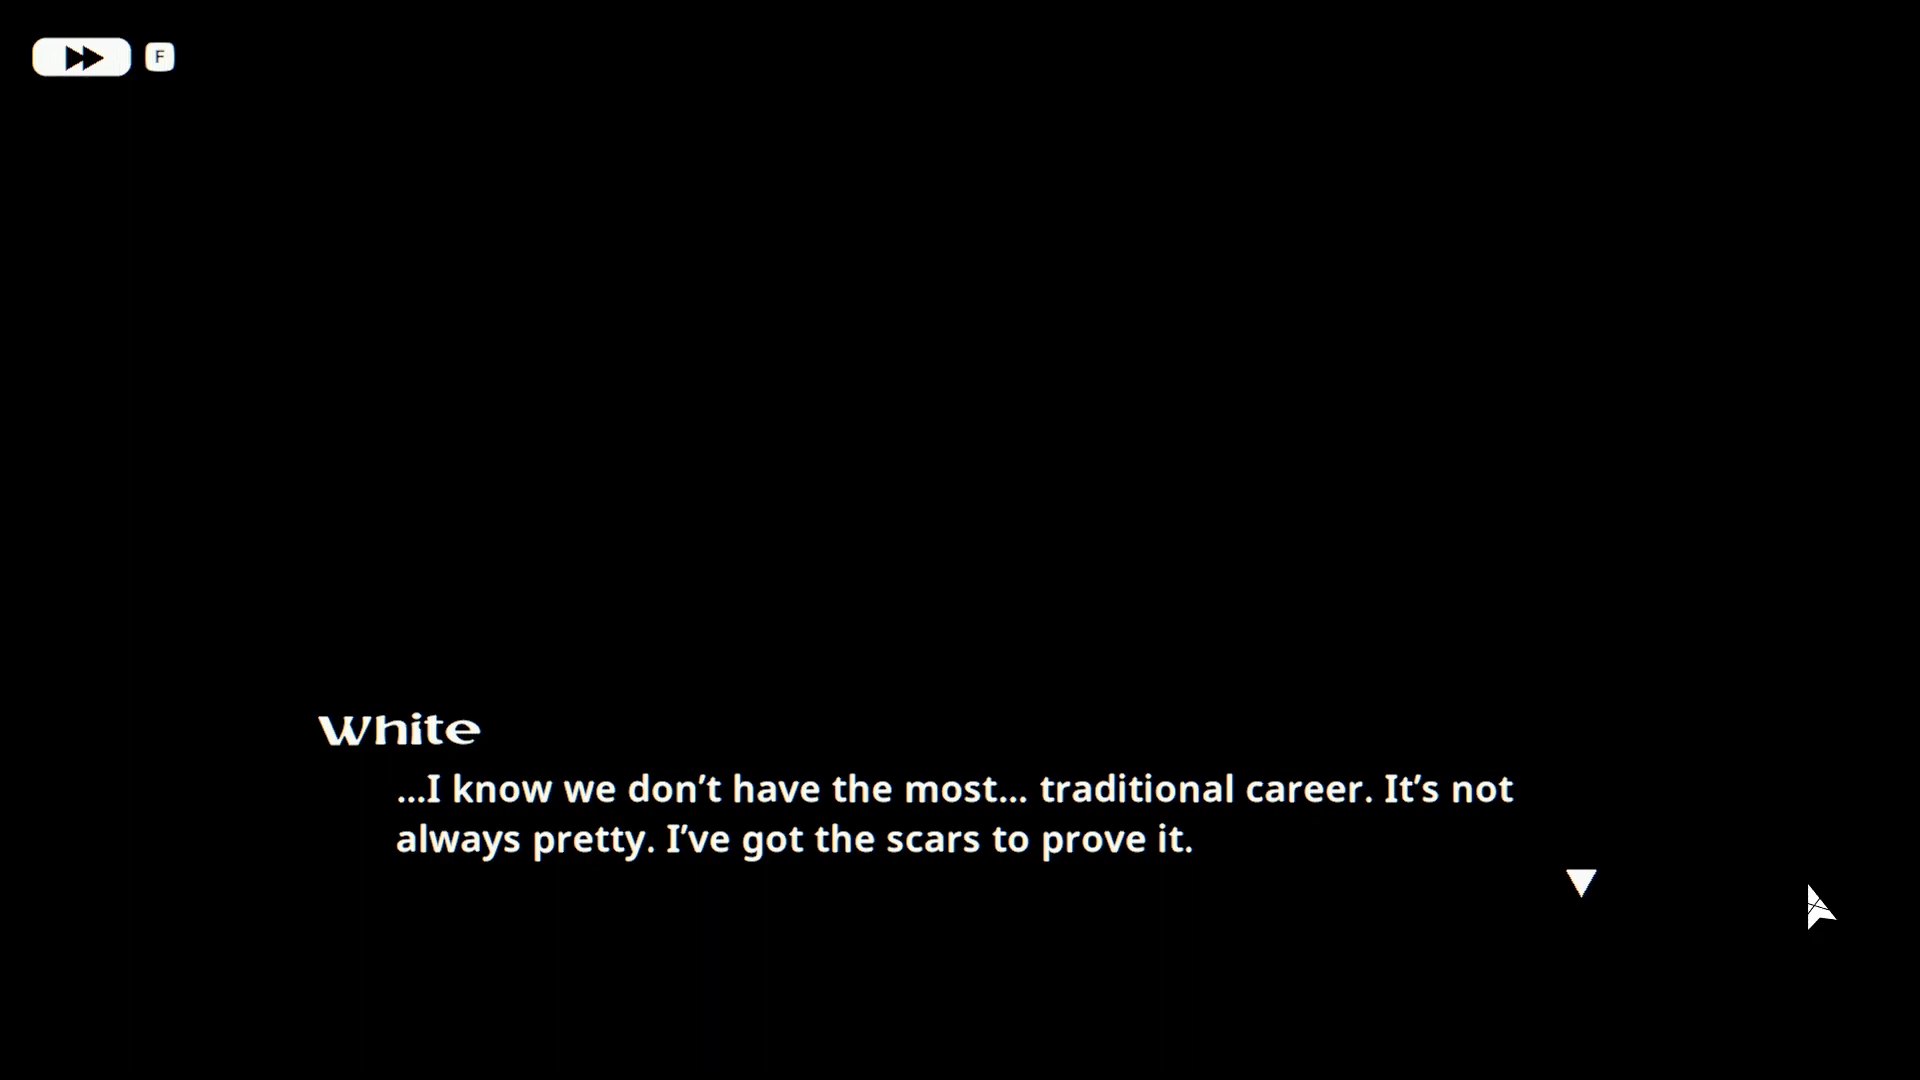 F
White
...I know we don’t have the most... traditional career. It’s not
always pretty. I’ve got the scars to prove it.